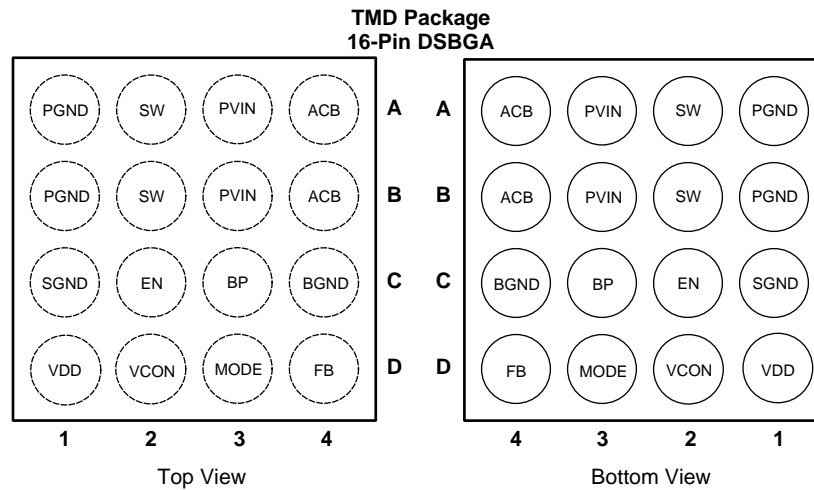 TMD Package
16-Pin DSBGA
PGND SW PVIN ACB A A ACB PVIN SW PGND
PGND SW PVIN ACB B B ACB PVIN SW PGND
SGND EN BP BGND C C BGND BP EN SGND
VDD VCON MODE FB D D FB MODE VCON VDD
1 2 3 4 4 3 2 1
Top View Bottom View